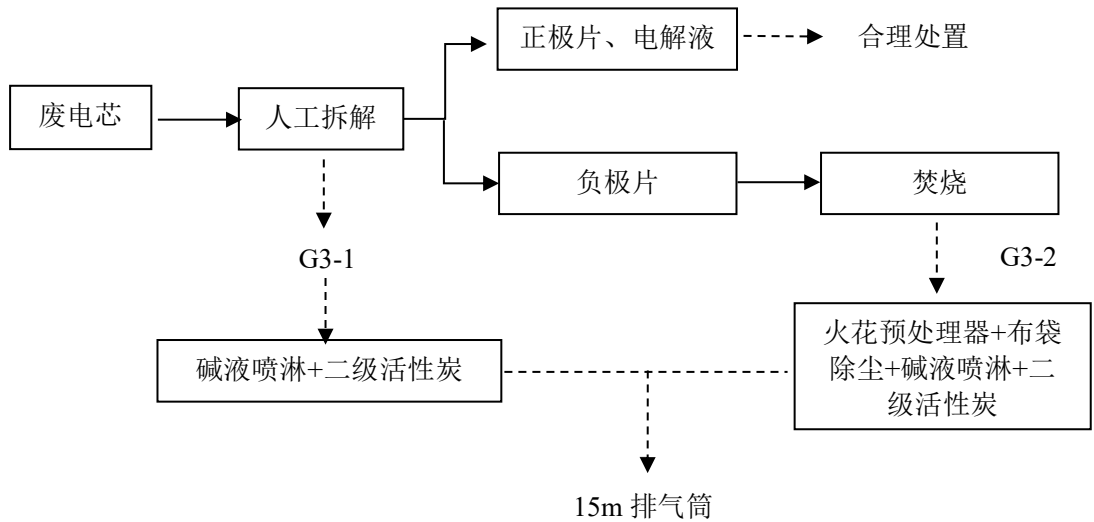 正极片、电解液
合理处置
废电芯
人工拆解
负极片
焚烧
G3-1
G3-2
碱液喷淋+二级活性炭
火花预处理器+布袋
除尘+碱液喷淋+二
级活性炭
15m 排气筒